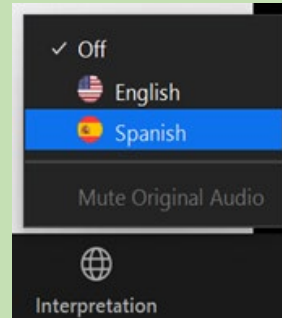 Off
English
Spanish
Mute Original Audio
Interpretation